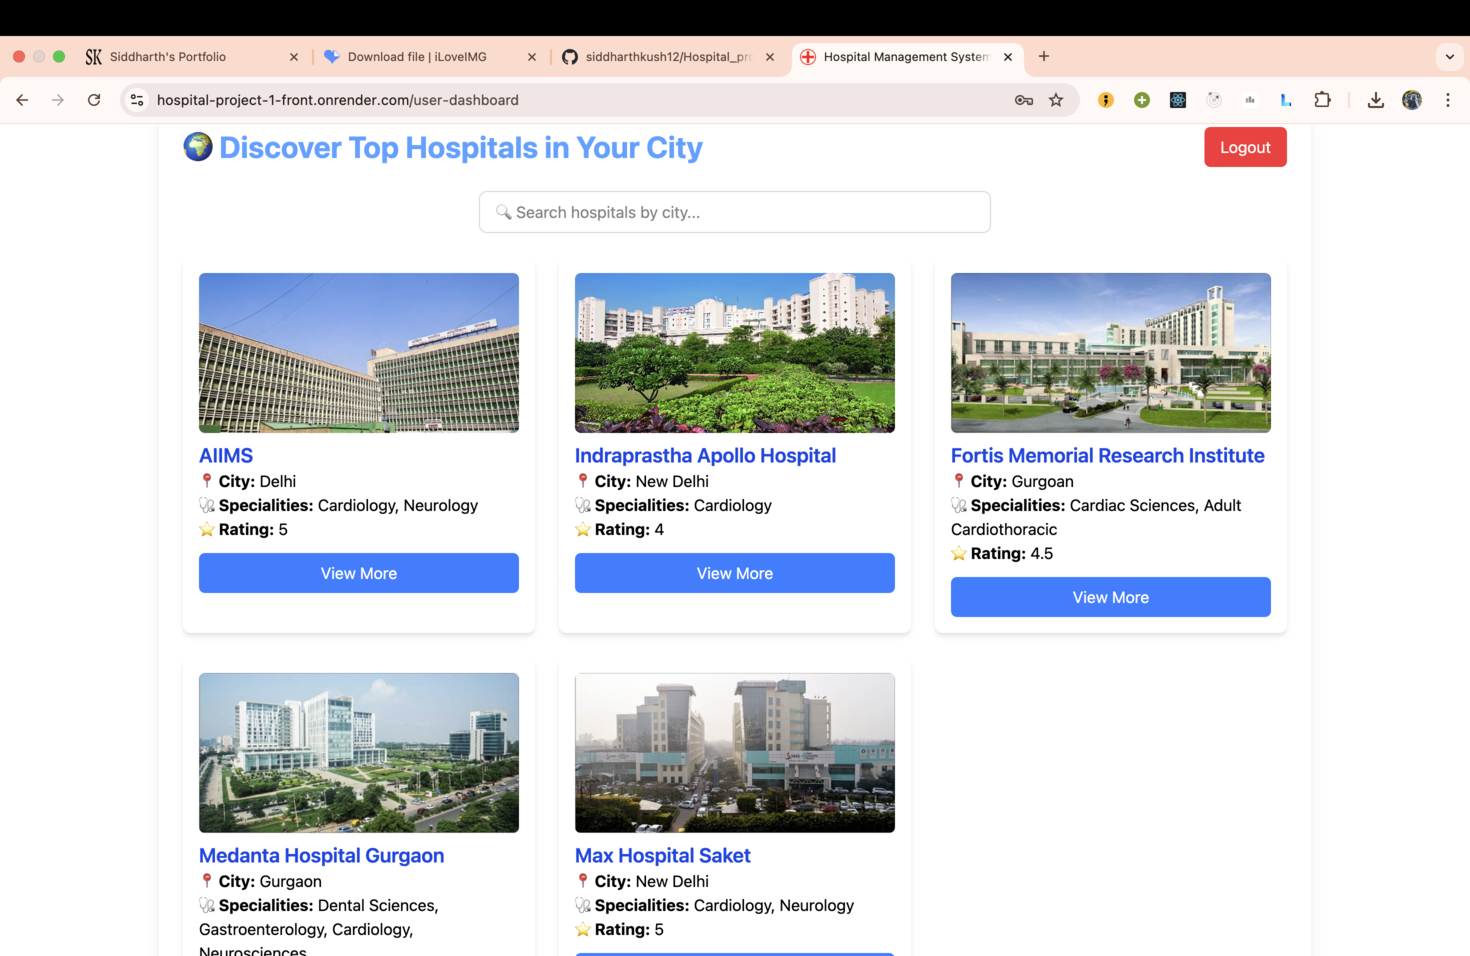 Siddharth's Portfolio
Download file | iLoveIMG
siddharthkush12/Hospital_pro
Hospital Management System
hospital-project-1-front.onrender.com/user-dashboard
Discover Top Hospitals in Your City
Logout
Search hospitals by city...
AIIMS
City: Delhi
Specialities: Cardiology, Neurology
Rating: 5
View More
Indraprastha Apollo Hospital
City: New Delhi
Specialities: Cardiology
Rating: 4
View More
Fortis Memorial Research Institute
City: Gurgoan
Specialities: Cardiac Sciences, Adult
Cardiothoracic
Rating: 4.5
View More
Medanta Hospital Gurgaon
City: Gurgaon
Specialities: Dental Sciences,
Gastroenterology, Cardiology,
Neurosciences
Max Hospital Saket
City: New Delhi
Specialities: Cardiology, Neurology
Rating: 5